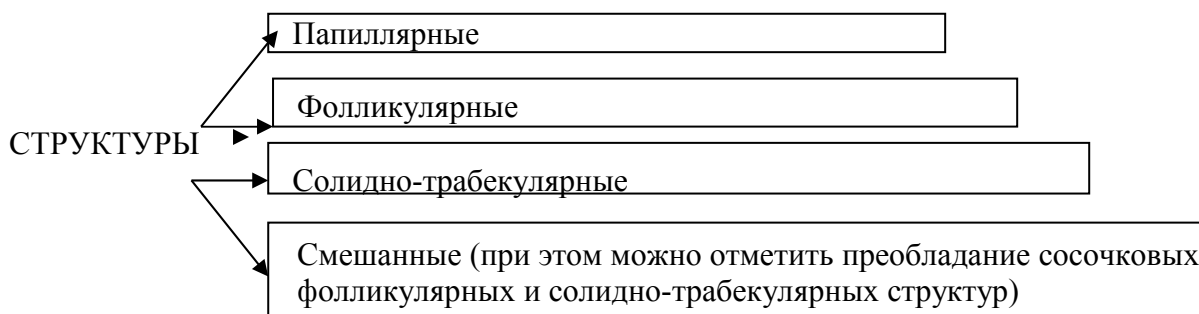 Папиллярные
Фолликулярные
СТРУКТУРЫ
Солидно-трабекулярные
Смешанные (при этом можно отметить преобладание сосочковых
фолликулярных и солидно-трабекулярных структур)